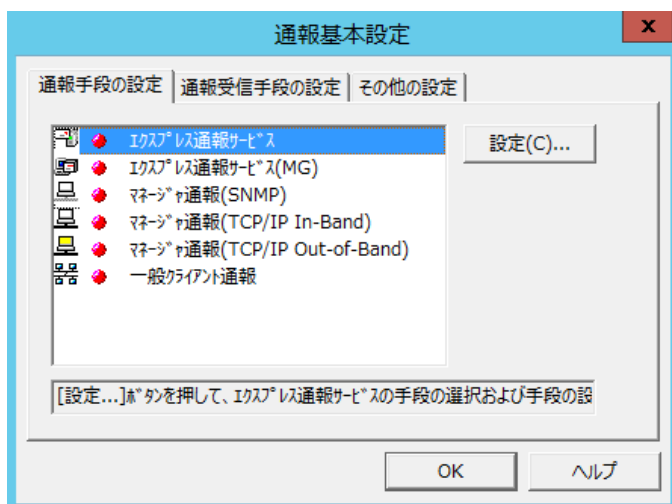 通報基本設定
x
通報手段の設定 通報受信手段の設定 その他の設定
ｴｸｽﾌﾟﾚｽ通報ｻｰﾋﾞｽ
設定(C)...
ｴｸｽﾌﾟﾚｽ通報ｻｰﾋﾞｽ(MG)
ﾏﾈｰｼﾞｬ通報(SNMP)
ﾏﾈｰｼﾞｬ通報(TCP/IP In-Band)
ﾏﾈｰｼﾞｬ通報(TCP/IP Out-of-Band)
一般ｸﾗｲｱﾝﾄ通報
[設定...]ﾎﾞﾀﾝを押して、ｴｸｽﾌﾟﾚｽ通報ｻｰﾋﾞｽの手段の選択および手段の設
OK ヘルプ